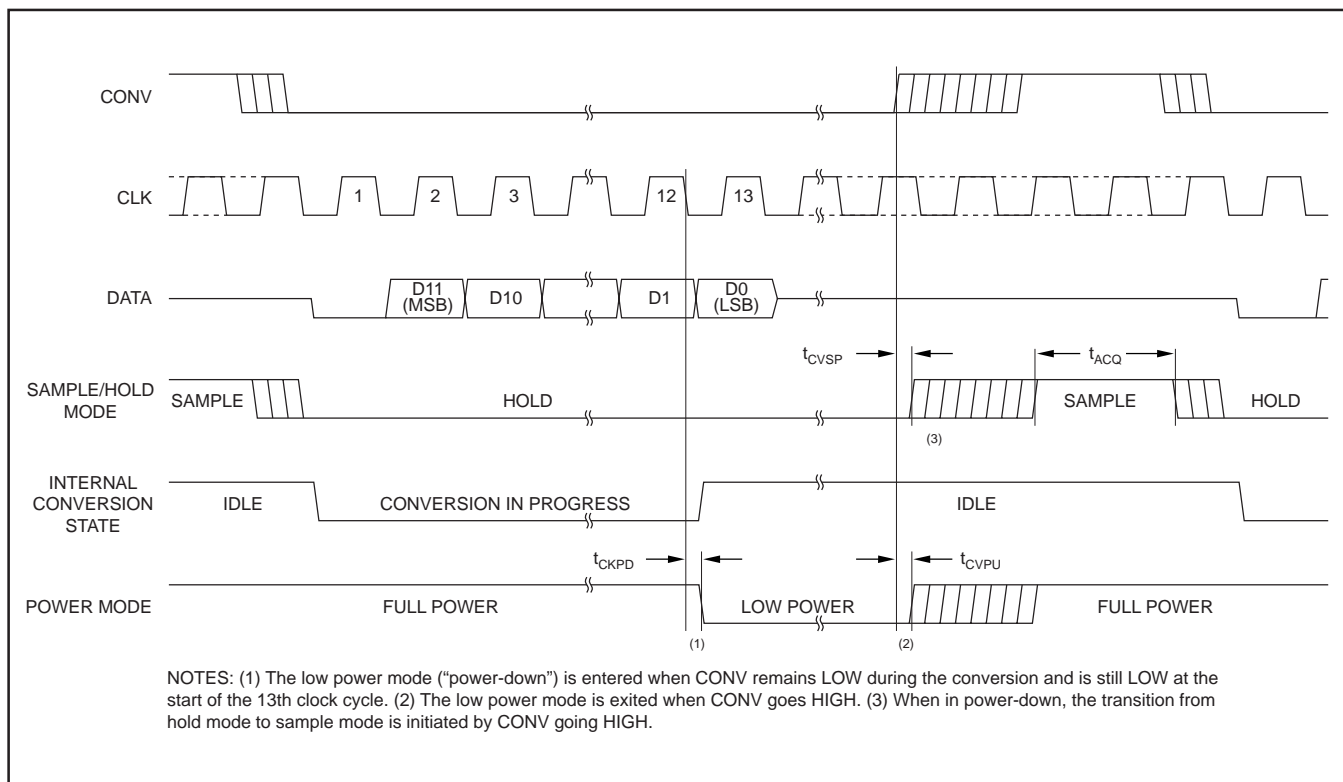 CONV
CLK
1 2 3 12 13
DATA
D11
(MSB)
D10
D1
D0
(LSB)
tCVSP
tACQ
SAMPLE/HOLD
MODE
SAMPLE
HOLD
SAMPLE
HOLD
(3)
INTERNAL
CONVERSION
STATE
IDLE
CONVERSION IN PROGRESS
IDLE
tCKPD
tCVPU
POWER MODE
FULL POWER
LOW POWER
FULL POWER
(1)
(2)
NOTES: (1) The low power mode (“power-down”) is entered when CONV remains LOW during the conversion and is still LOW at the
start of the 13th clock cycle. (2) The low power mode is exited when CONV goes HIGH. (3) When in power-down, the transition from
hold mode to sample mode is initiated by CONV going HIGH.